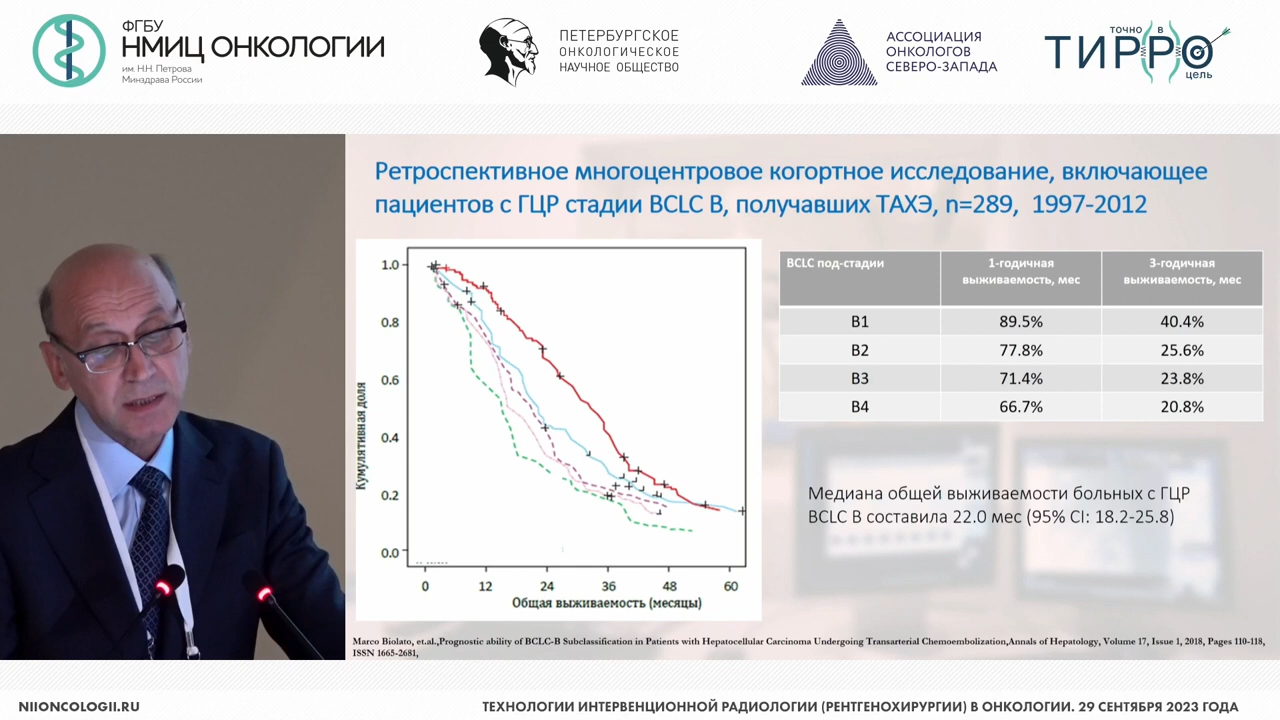 ФГБУ
НМИЦ ОНКОЛОГИИ
им. Н.Н. Петрова
Минздрава России
ПЕТЕРБУРГСКОЕ
ОНКОЛОГИЧЕСКОЕ
НАУЧНОЕ ОБЩЕСТВО
АССОЦИАЦИЯ
ОНКОЛОГОВ
СЕВЕРО-ЗАПАДА
точно в
ТИРРО
цель
Ретроспективное многоцентровое когортное исследование, включающее
пациентов с ГЦР стадии BCLC B, получавших ТАХЭ, n=289, 1997-2012
Кумулятивная доля
1.0
0.8
0.6
0.4
0.2
0.0
0 12 24 36 48 60
Общая выживаемость (месяцы)
BCLC под-стадии 1-годичная 3-годичная
выживаемость, мес выживаемость, мес
B1 89.5% 40.4%
B2 77.8% 25.6%
B3 71.4% 23.8%
B4 66.7% 20.8%
Медиана общей выживаемости больных с ГЦР
BCLC B составила 22.0 мес (95% CI: 18.2-25.8)
Marco Biolato, et.al.,Prognostic ability of BCLC-B Subclassification in Patients with Hepatocellular Carcinoma Undergoing Transarterial Chemoembolization,Annals of Hepatology, Volume 17, Issue 1, 2018, Pages 110-118,
ISSN 1665-2681,
NIIONCOLOGII.RU
ТЕХНОЛОГИИ ИНТЕРВЕНЦИОННОЙ РАДИОЛОГИИ (РЕНТГЕНОХИРУРГИИ) В ОНКОЛОГИИ. 29 СЕНТЯБРЯ 2023 ГОДА